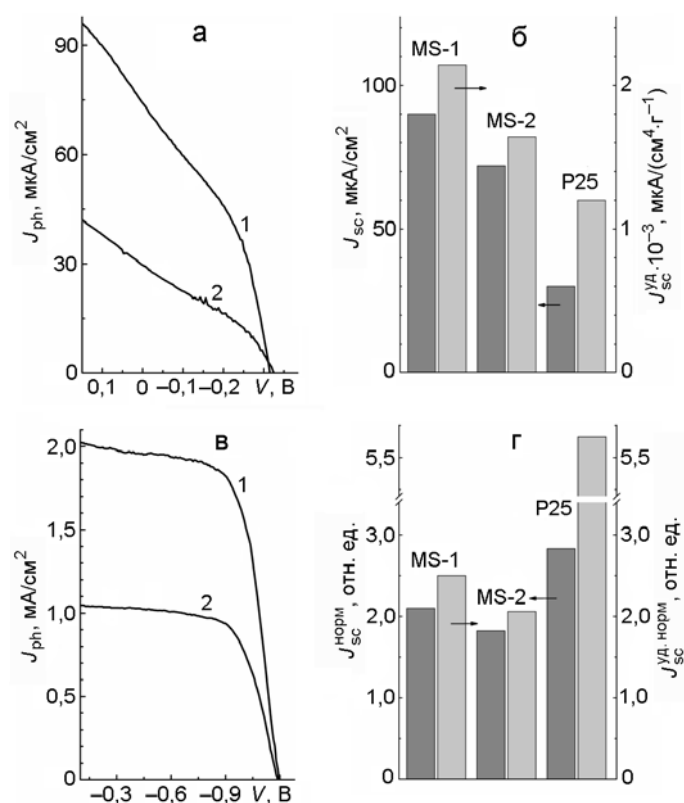 а
90
60
30
0
J_ph, мкА/см²
1
2
0,1 0 –0,1 –0,2 V, В
б
100
50
0
J_sc, мкА/см²
MS-1
MS-2
P25
2
1
0
J_sc^уд·10⁻³, мкА/(см⁴·г⁻¹)
в
2,0
1,5
1,0
0,5
0
J_ph, мА/см²
1
2
–0,3 –0,6 –0,9 V, В
г
5,5
3,0
2,0
1,0
0
J_sc^норм, отн. ед.
MS-1
MS-2
P25
5,5
3,0
2,0
1,0
0
J_sc^уд. норм, отн. ед.